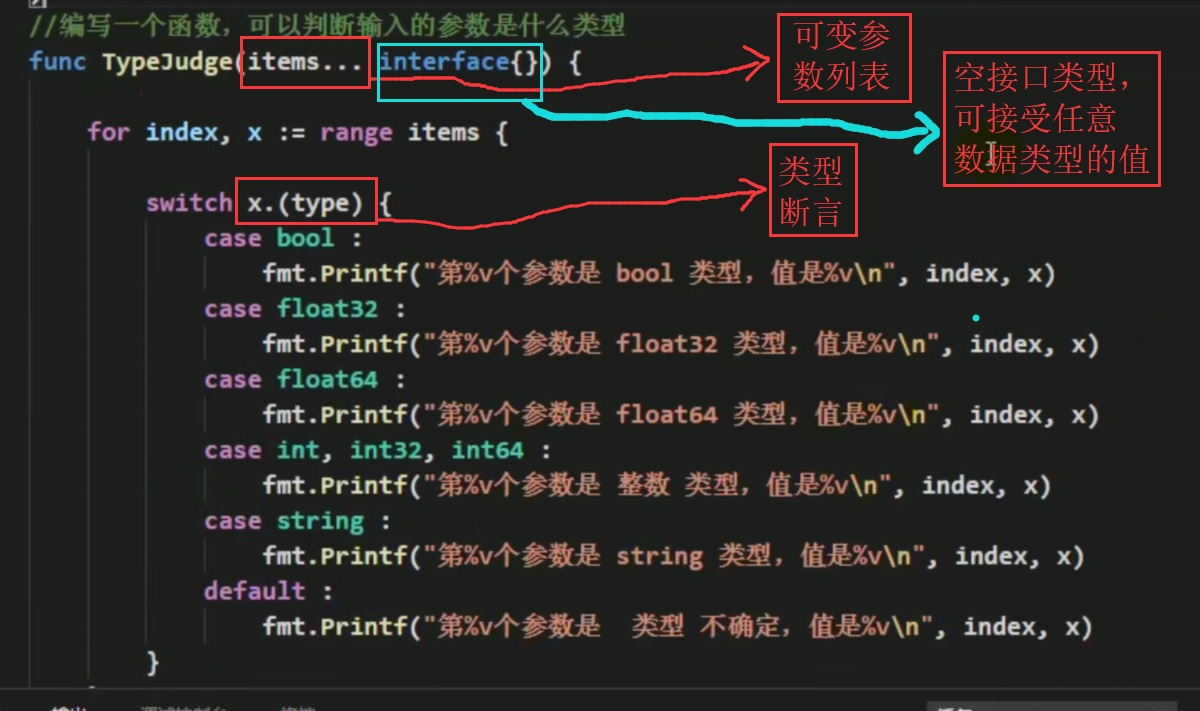 //编写一个函数，可以判断输入的参数是什么类型
func TypeJudge(items... interface{}) {
可变参
数列表
空接口类型，
可接受任意
数据类型的值
for index, x := range items {
类型
断言
switch x.(type) {
case bool :
fmt.Printf("第%v个参数是 bool 类型，值是%v\n", index, x)
case float32 :
fmt.Printf("第%v个参数是 float32 类型，值是%v\n", index, x)
case float64 :
fmt.Printf("第%v个参数是 float64 类型，值是%v\n", index, x)
case int, int32, int64 :
fmt.Printf("第%v个参数是 整数 类型，值是%v\n", index, x)
case string :
fmt.Printf("第%v个参数是 string 类型，值是%v\n", index, x)
default :
fmt.Printf("第%v个参数是  类型 不确定，值是%v\n", index, x)
}